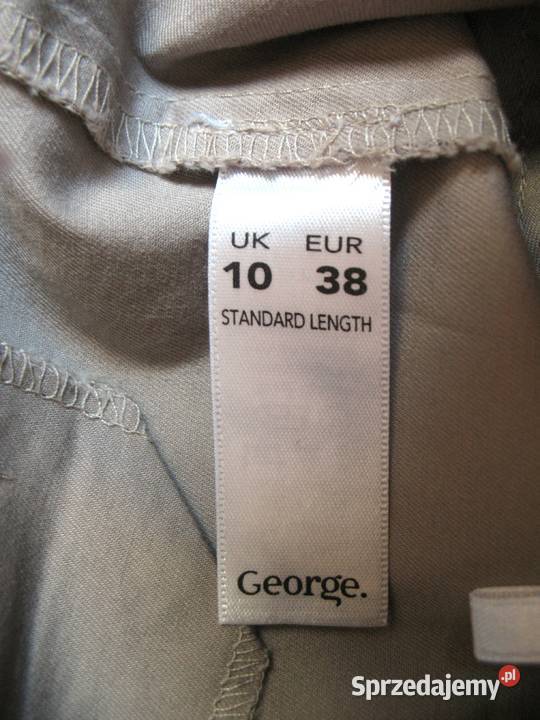 UK EUR
10 38
STANDARD LENGTH
George.
Sprzedajemy.pl